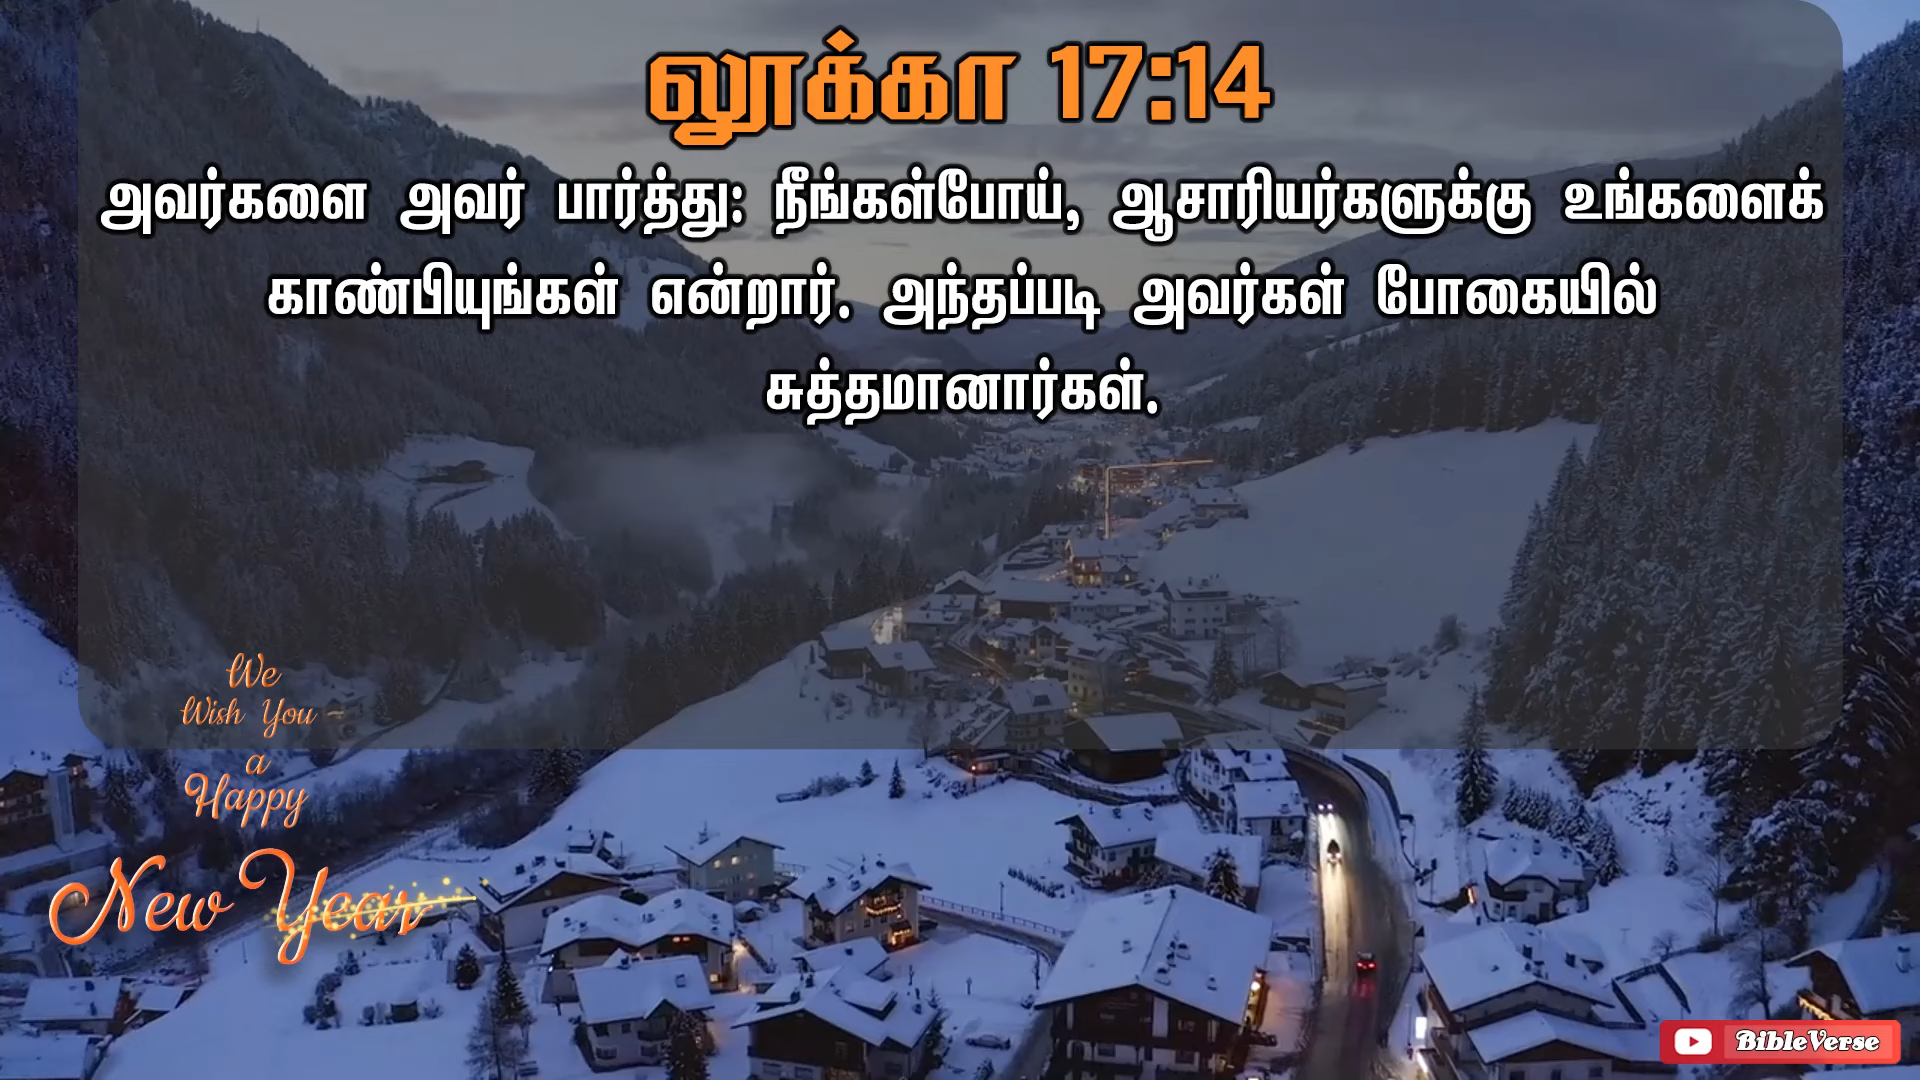 லூக்கா 17:14
அவர்களை அவர் பார்த்து: நீங்கள்போய், ஆசாரியர்களுக்கு உங்களைக்
காண்பியுங்கள் என்றார். அந்தப்படி அவர்கள் போகையில்
சுத்தமானார்கள்.
We
Wish You
a
Happy
New Year
BibleVerse